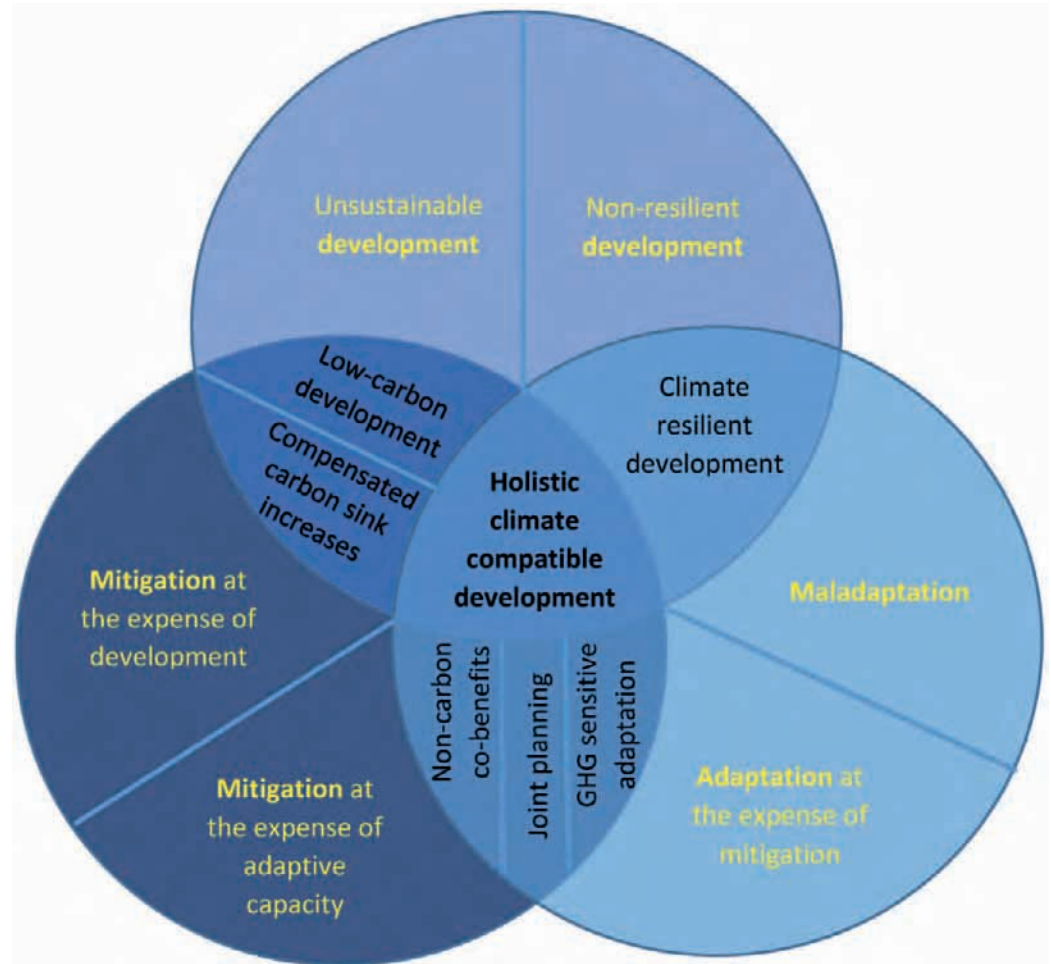 Unsustainable
development
Non-resilient
development
Low-carbon
development
Compensated
carbon sink
increases
Climate
resilient
development
Holistic
climate
compatible
development
Mitigation at
the expense of
development
Maladaptation
Non-carbon
co-benefits
Joint planning
GHG sensitive
adaptation
Mitigation at
the expense of
adaptive
capacity
Adaptation at
the expense of
mitigation